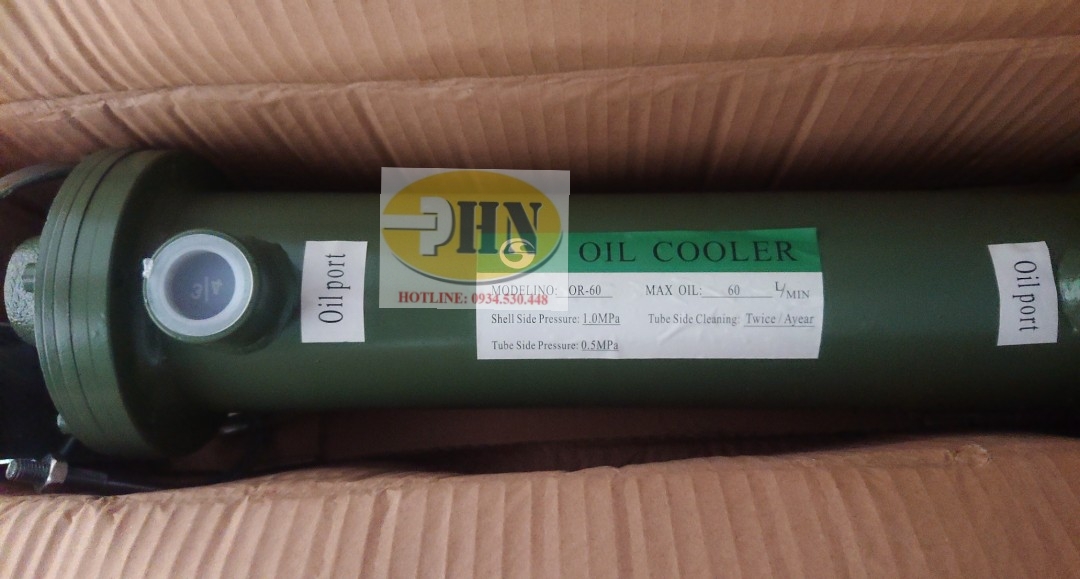 PHN
HOTLINE: 0934.530.448
OIL COOLER
MODELINO: OR-60 MAX OIL: 60 L/MIN
Shell Side Pressure: 1.0MPa Tube Side Cleaning: Twice / Ayear
Tube Side Pressure: 0.5MPa
Oil port
Oil port
3/4